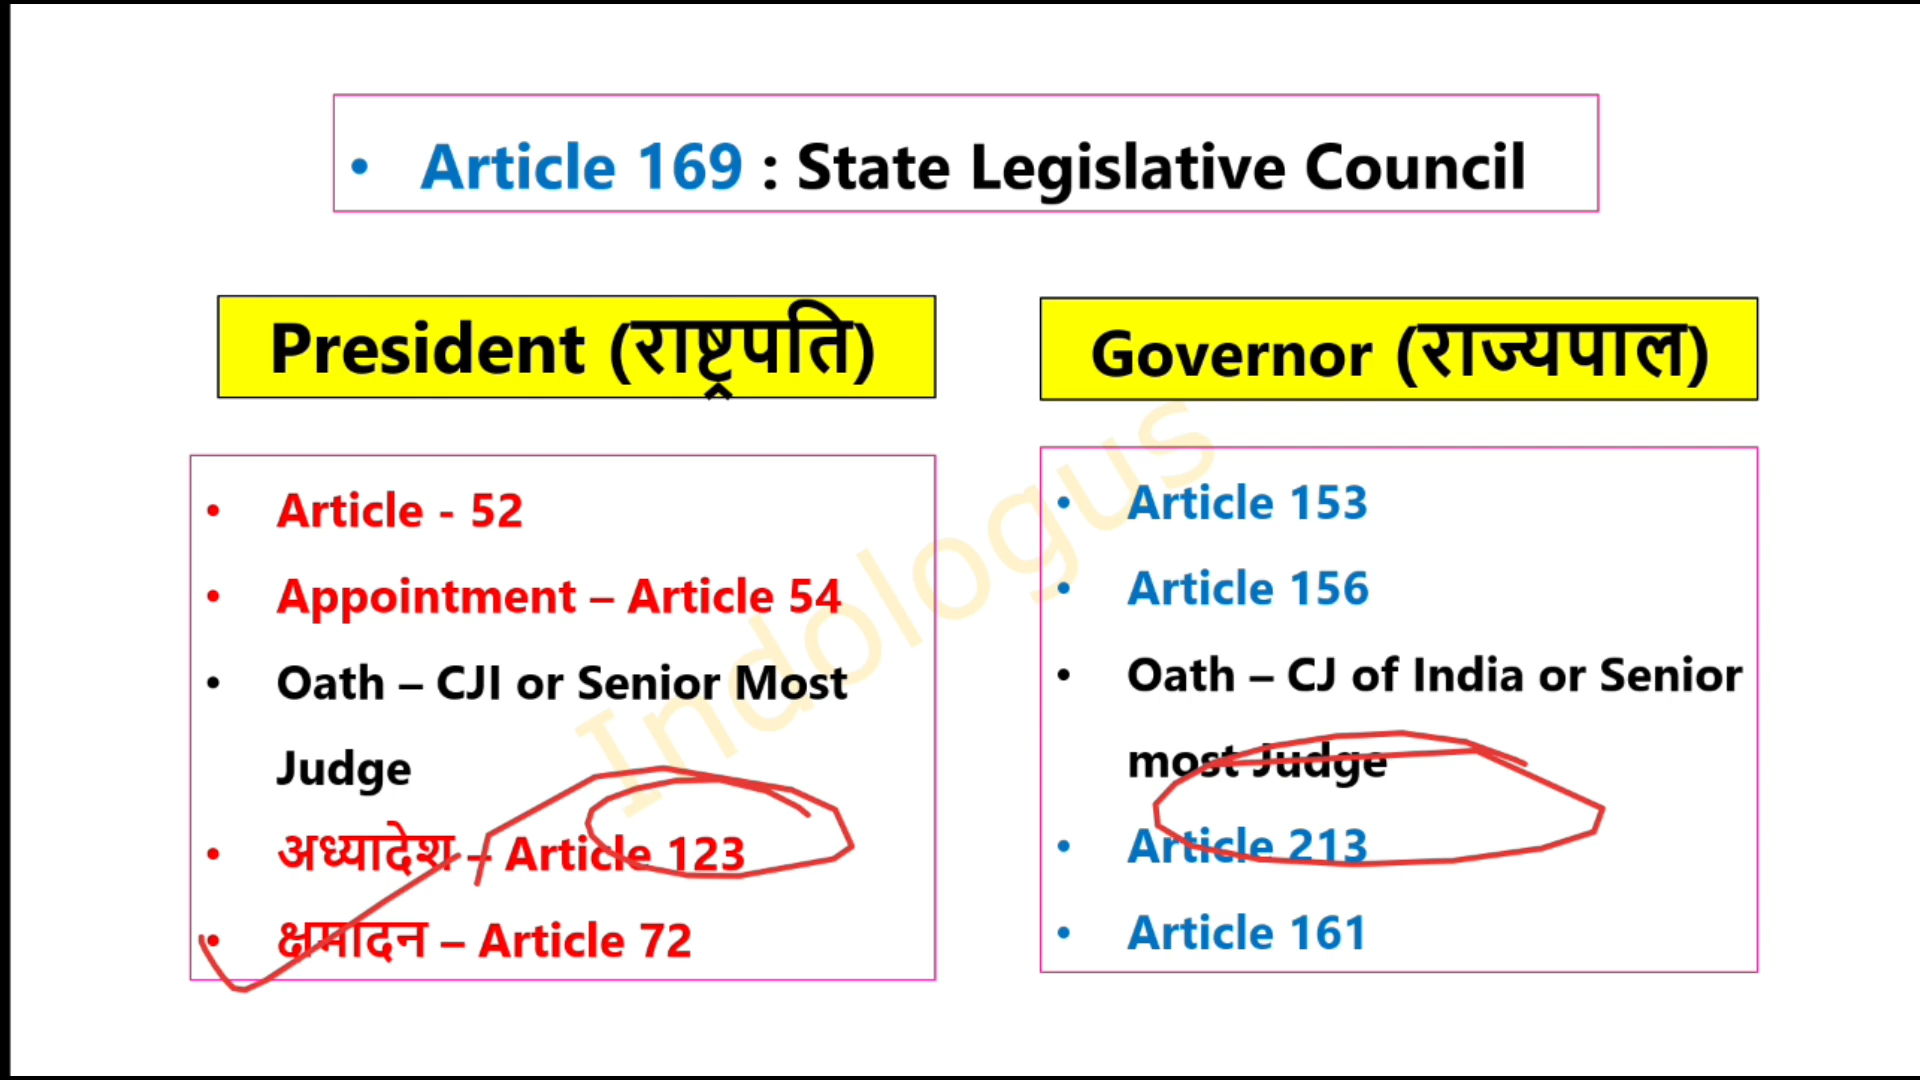 • Article 169 : State Legislative Council
President (राष्ट्रपति)
• Article - 52
• Appointment – Article 54
• Oath – CJI or Senior Most
Judge
• अध्यादेश – Article 123
• क्षमादन – Article 72
Governor (राज्यपाल)
• Article 153
• Article 156
• Oath – CJ of India or Senior
most Judge
• Article 213
• Article 161
Indologus